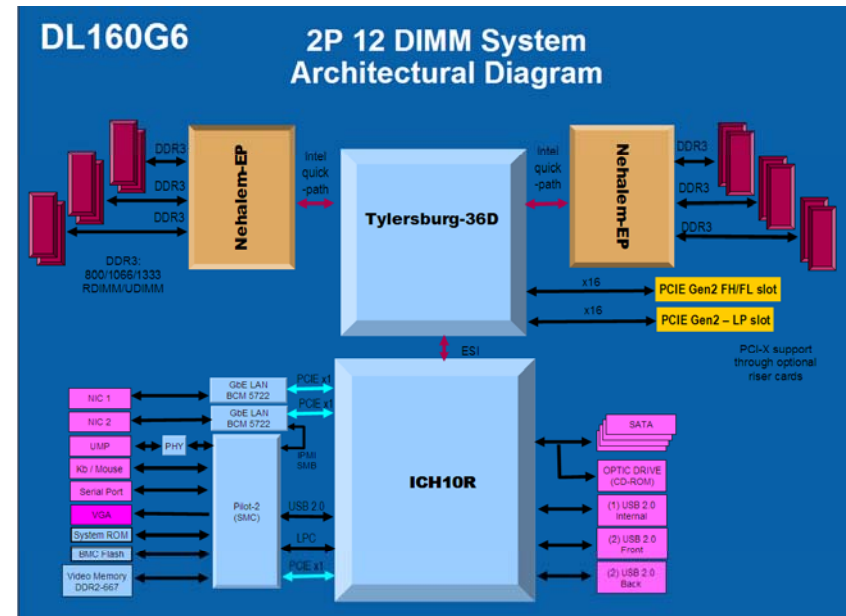 DL160G6
2P 12 DIMM System
Architectural Diagram
DDR3
DDR3
DDR3
Nehalem-EP
Intel
quick
-path
Tylersburg-36D
Intel
quick
-path
Nehalem-EP
DDR3
DDR3
DDR3
DDR3:
800/1066/1333
RDIMM/UDIMM
x16
PCIE Gen2 FH/FL slot
x16
PCIE Gen2 – LP slot
PCI-X support
through optional
riser cards
ESI
NIC 1
GbE LAN
BCM 5722
PCIE x1
NIC 2
GbE LAN
BCM 5722
PCIE x1
UMP
PHY
IPMI
SMB
Kb / Mouse
Serial Port
VGA
System ROM
BMC Flash
Video Memory
DDR2-667
Pilot-2
(SMC)
USB 2.0
LPC
PCIE x1
ICH10R
SATA
OPTIC DRIVE
(CD-ROM)
(1) USB 2.0
Internal
(2) USB 2.0
Front
(2) USB 2.0
Back